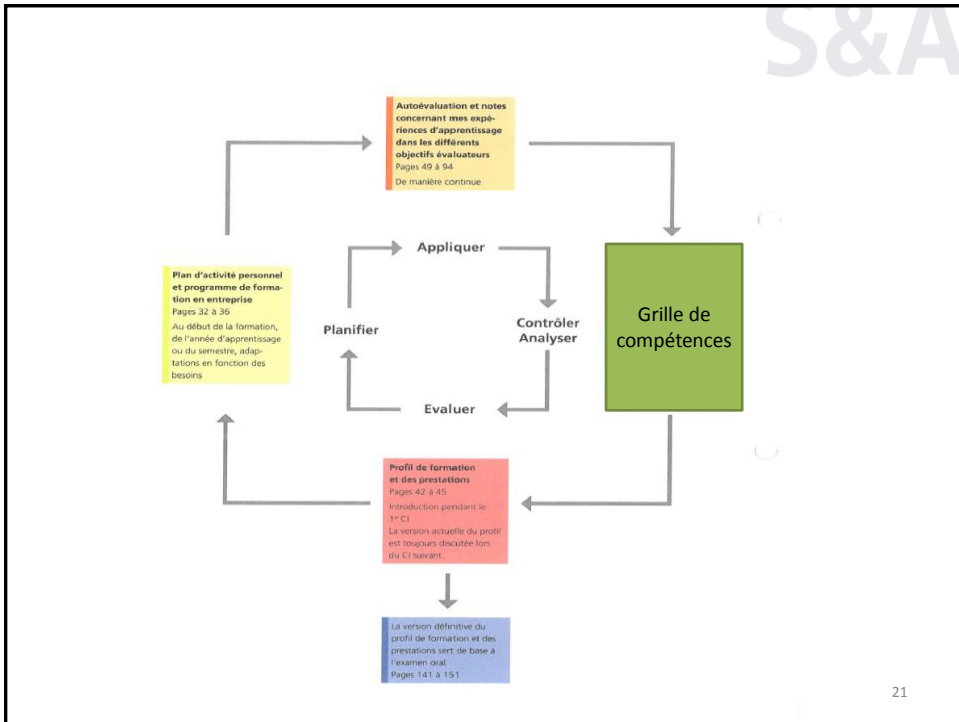 S&A
Autoévaluation et notes
concernant mes expé-
riences d'apprentissage
dans les différents
objectifs évaluateurs
Pages 49 à 94
De manière continue
Appliquer
Plan d'activité personnel
et programme de forma-
tion en entreprise
Pages 32 à 36
Au début de la formation,
de l'année d'apprentissage
ou du semestre, adap-
tations en fonction des
besoins
Planifier
Contrôler
Analyser
Grille de
compétences
Evaluer
Profil de formation
et des prestations
Pages 42 à 45
Introduction pendant le
1er CI
La version actuelle du profil
est toujours discutée lors
du CI suivant.
La version définitive du
profil de formation et des
prestations sert de base à
l'examen oral.
Pages 141 à 151
21